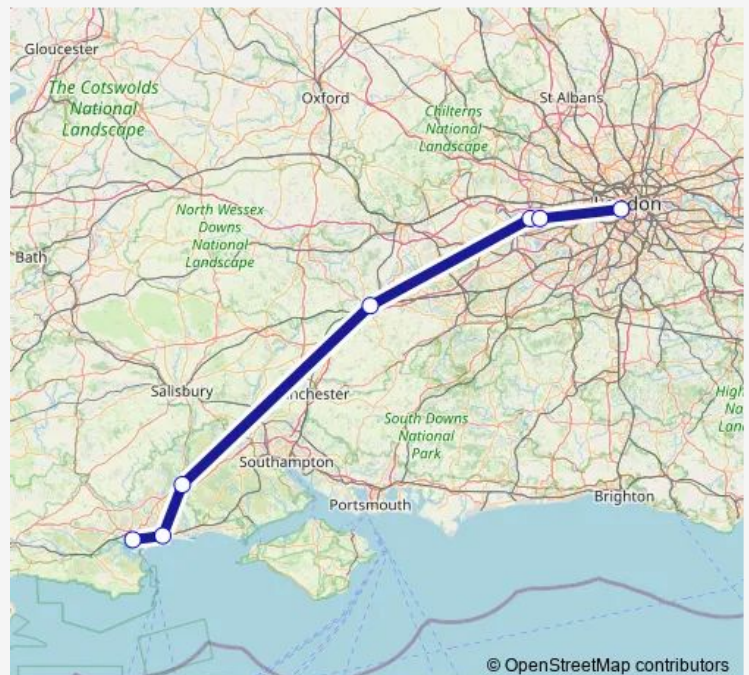 Gloucester
The Cotswolds
National
Landscape
Oxford
St Albans
Chilterns
National
Landscape
North Wessex
Downs
National
Landscape
Bath
Salisbury
South Downs
National
Park
Southampton
Portsmouth
Brighton
© OpenStreetMap contributors